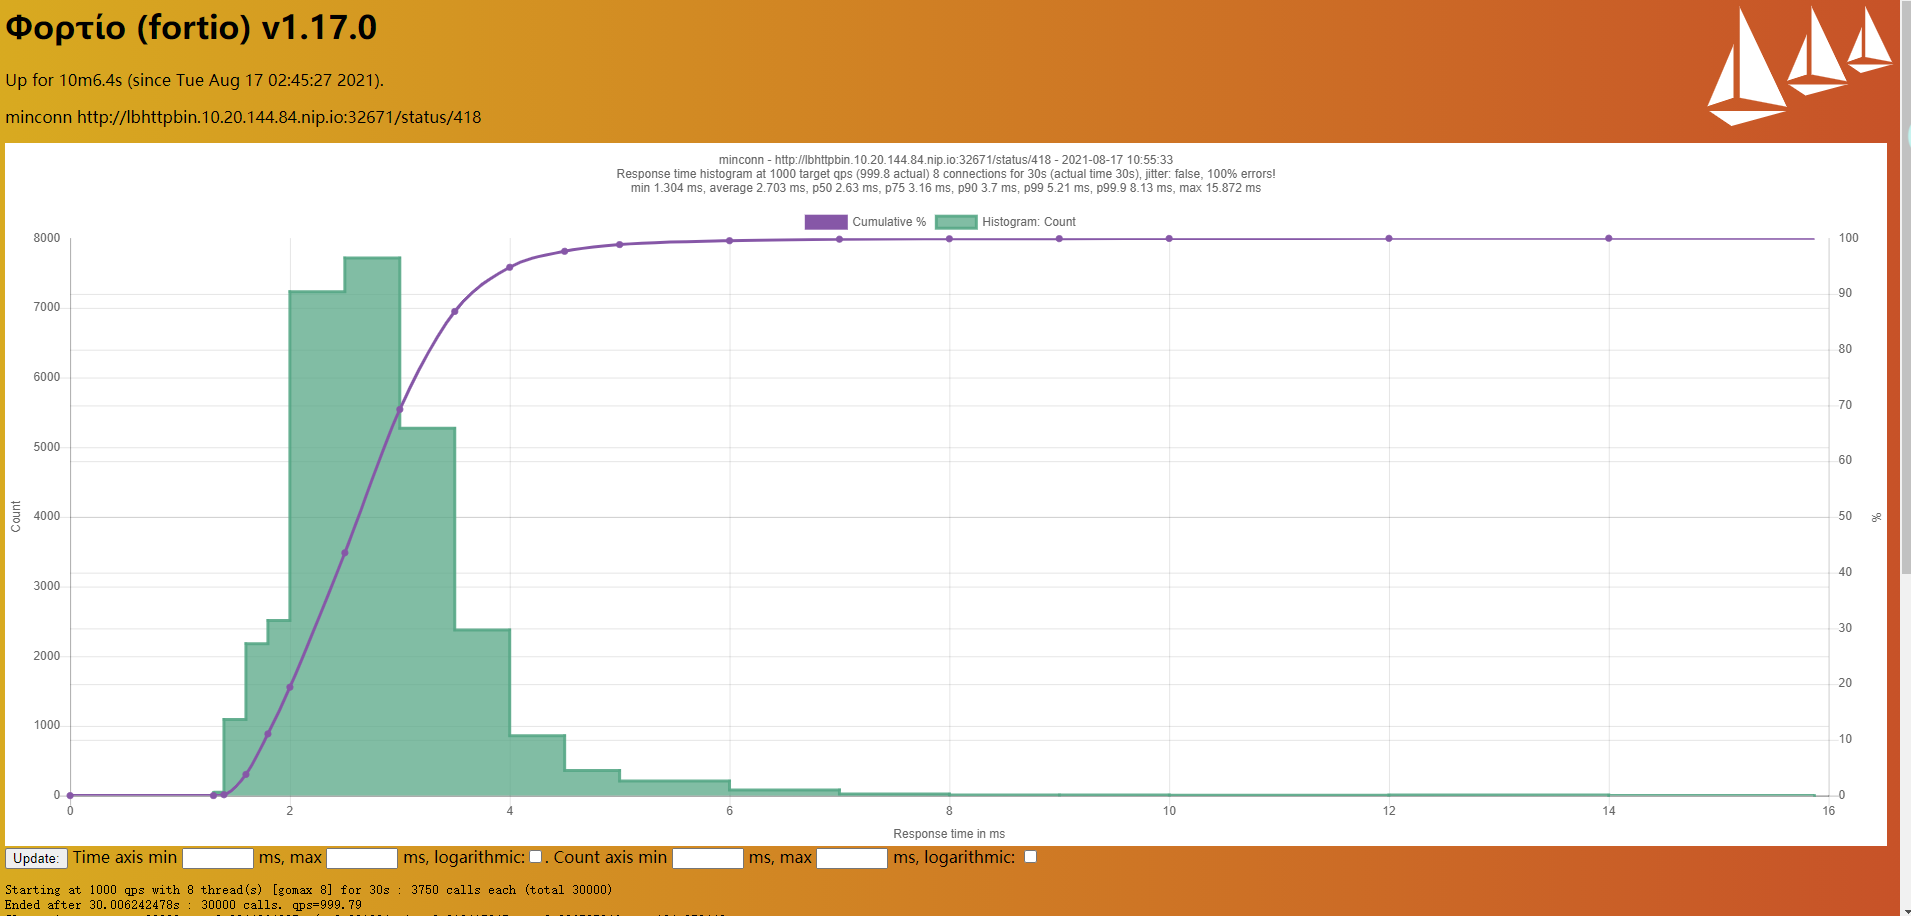 Φορτίο (fortio) v1.17.0
Up for 10m6.4s (since Tue Aug 17 02:45:27 2021).
minconn http://lbhttpbin.10.20.144.84.nip.io:32671/status/418
minconn - http://lbhttpbin.10.20.144.84.nip.io:32671/status/418 - 2021-08-17 10:55:33
Response time histogram at 1000 target qps (999.8 actual) 8 connections for 30s (actual time 30s), jitter: false, 100% errors!
min 1.304 ms, average 2.703 ms, p50 2.63 ms, p75 3.16 ms, p90 3.7 ms, p99 5.21 ms, p99.9 8.13 ms, max 15.872 ms
Cumulative % Histogram: Count
8000 100
90
7000
80
6000
70
5000
60
Count
4000 50
%
3000 40
30
2000
20
1000
10
0 0
0 2 4 6 8 10 12 14 16
Response time in ms
Update: Time axis min ms, max ms, logarithmic: . Count axis min ms, max ms, logarithmic:
Starting at 1000 qps with 8 thread(s) [gomax 8] for 30s : 3750 calls each (total 30000)
Ended after 30.006242478s : 30000 calls. qps=999.79